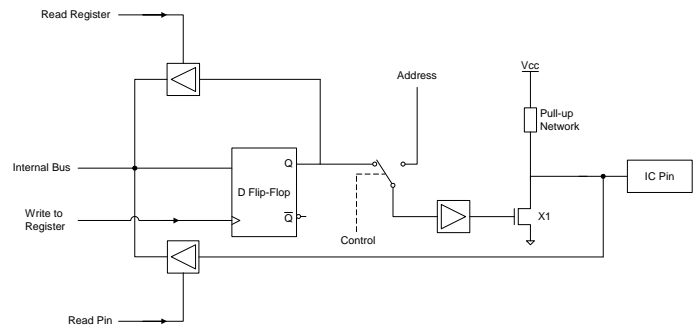 Read Register
Address
Vcc
Pull-up
Network
Internal Bus
Q
D Flip-Flop
IC Pin
Write to
Register
Q
X1
Control
Read Pin